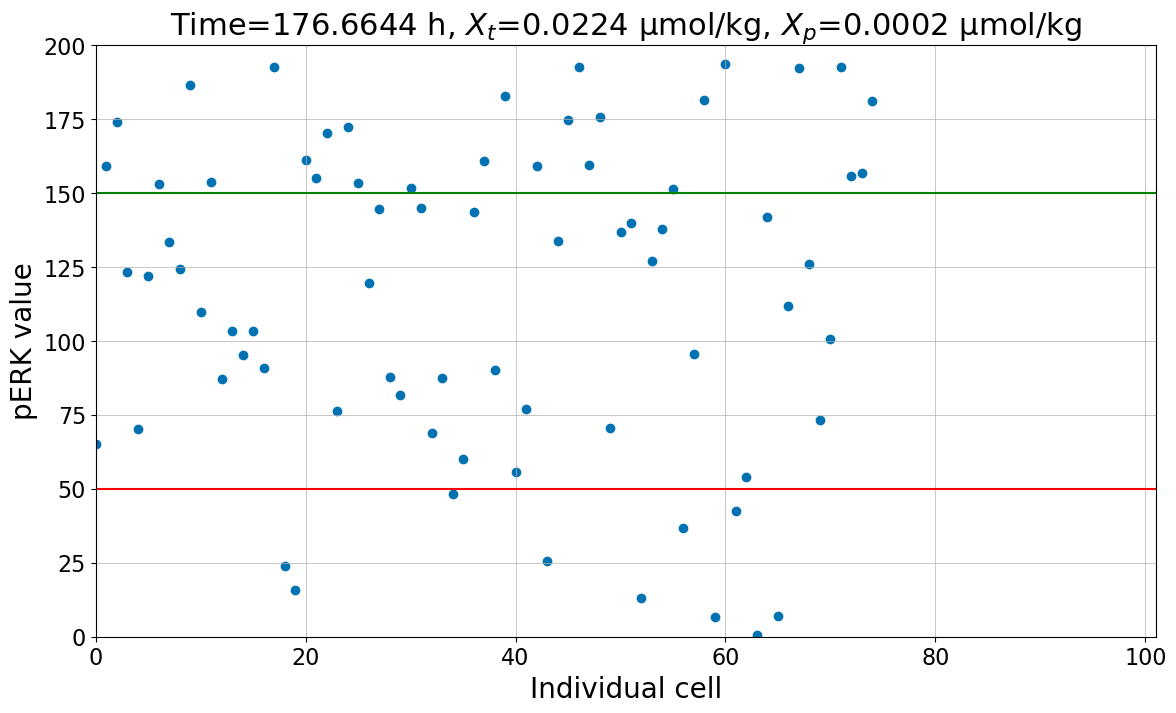 Time=176.6644 h, Xₜ=0.0224 μmol/kg, Xₚ=0.0002 μmol/kg
200
175
150
125
100
75
50
25
0
pERK value
0 20 40 60 80 100
Individual cell